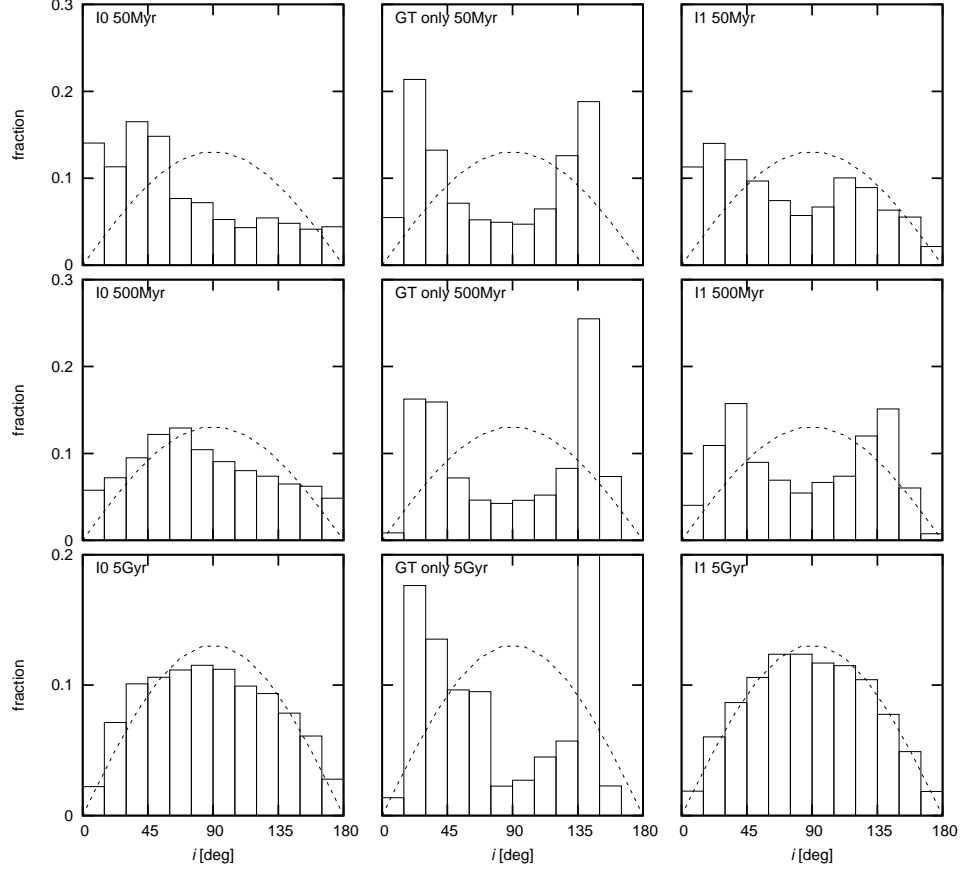 I0 50Myr
GT only 50Myr
I1 50Myr
0.3
0.2
0.1
0
fraction
I0 500Myr
GT only 500Myr
I1 500Myr
0.3
0.2
0.1
0
fraction
I0 5Gyr
GT only 5Gyr
I1 5Gyr
0.2
0.1
0
fraction
0 45 90 135 180
0 45 90 135 180
0 45 90 135 180
i [deg]
i [deg]
i [deg]